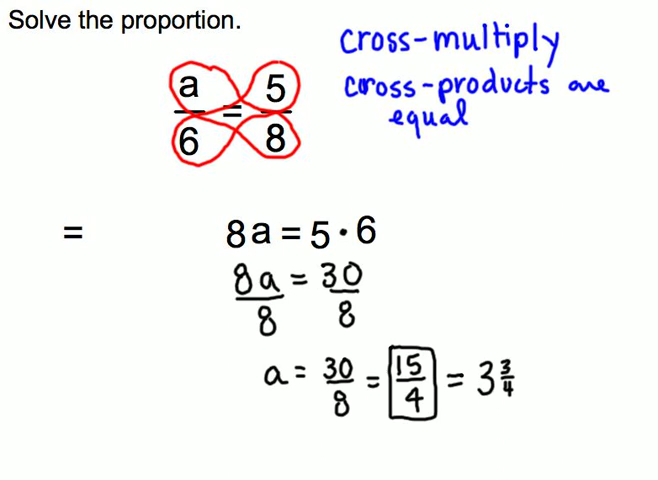 Solve the proportion.
cross-multiply
cross-products are
equal
a/6 = 5/8
=
8a = 5 · 6
8a/8 = 30/8
a = 30/8 = 15/4 = 3 3/4